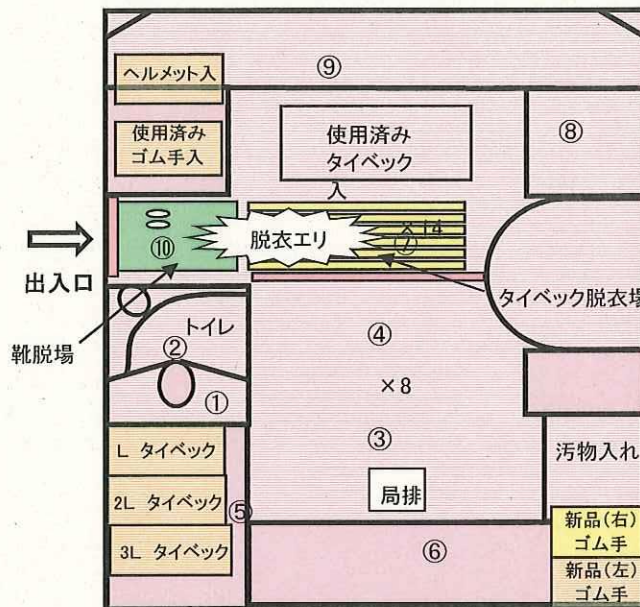 ⑨
ヘルメット入
使用済み
ゴム手入
使用済み
タイベック
入
⑧
×14
⑦
脱衣エリ
⑩
出入口
タイベック脱衣場
靴脱場
トイレ
②
①
④
×8
③
局排
L タイベック
2L タイベック
3L タイベック
⑤
⑥
汚物入れ
新品(右)
ゴム手
新品(左)
ゴム手